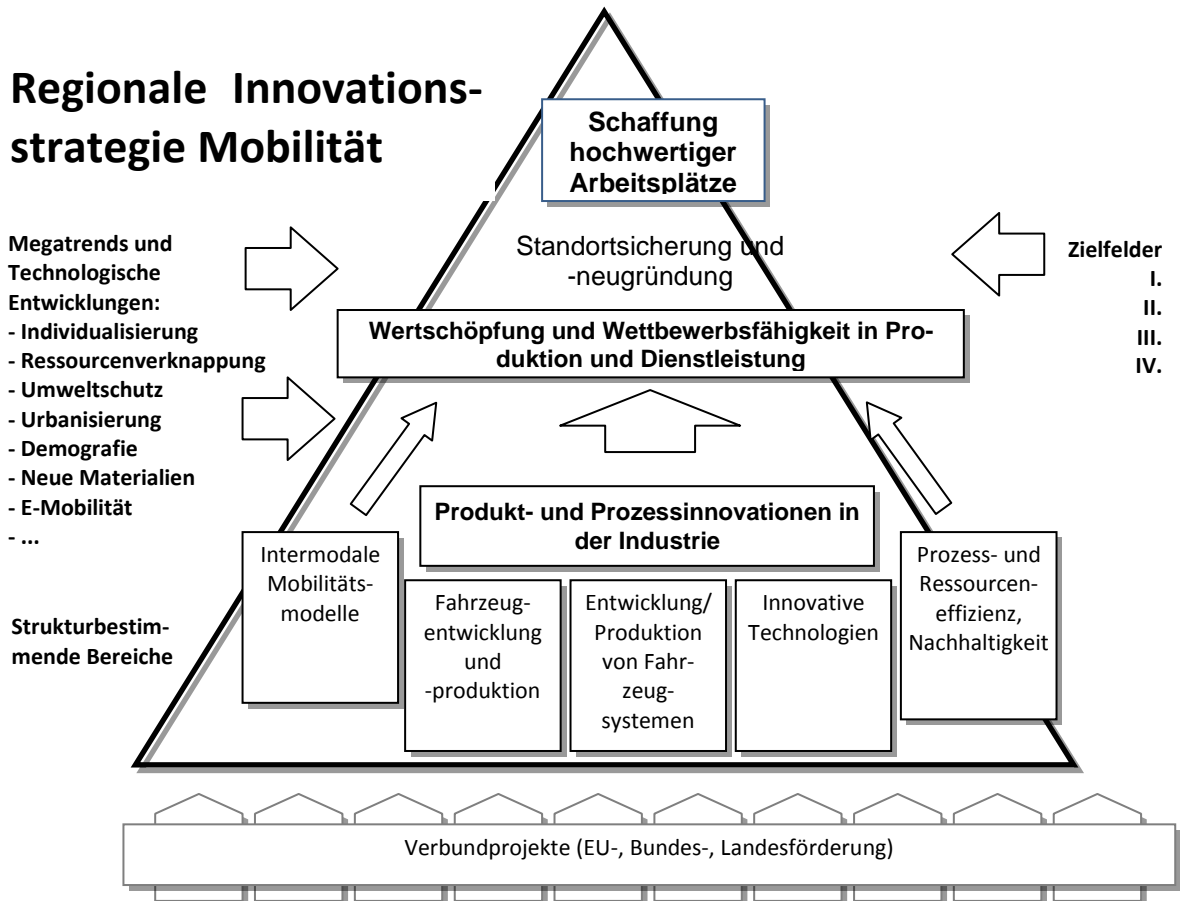 Regionale Innovations-
strategie Mobilität
Schaffung
hochwertiger
Arbeitsplätze
Standortsicherung und
-neugründung
Megatrends und
Technologische
Entwicklungen:
- Individualisierung
- Ressourcenverknappung
- Umweltschutz
- Urbanisierung
- Demografie
- Neue Materialien
- E-Mobilität
- ...
Zielfelder
I.
II.
III.
IV.
Wertschöpfung und Wettbewerbsfähigkeit in Pro-
duktion und Dienstleistung
Produkt- und Prozessinnovationen in
der Industrie
Strukturbestim-
mende Bereiche
Intermodale
Mobilitäts-
modelle
Fahrzeug-
entwicklung
und
-produktion
Entwicklung/
Produktion
von Fahr-
zeug-
systemen
Innovative
Technologien
Prozess- und
Ressourcen-
effizienz,
Nachhaltigkeit
Verbundprojekte (EU-, Bundes-, Landesförderung)